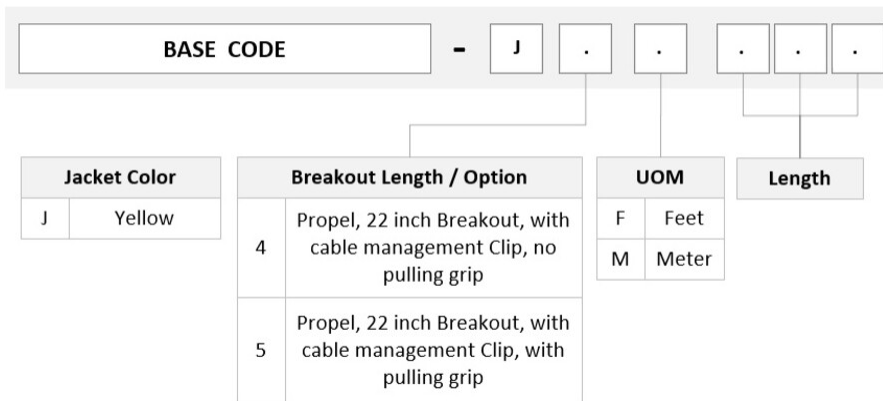 BASE CODE - J . . . . .
Jacket Color
J Yellow
Breakout Length / Option
4 Propel, 22 inch Breakout, with
cable management Clip, no
pulling grip
5 Propel, 22 inch Breakout, with
cable management Clip, with
pulling grip
UOM
F Feet
M Meter
Length